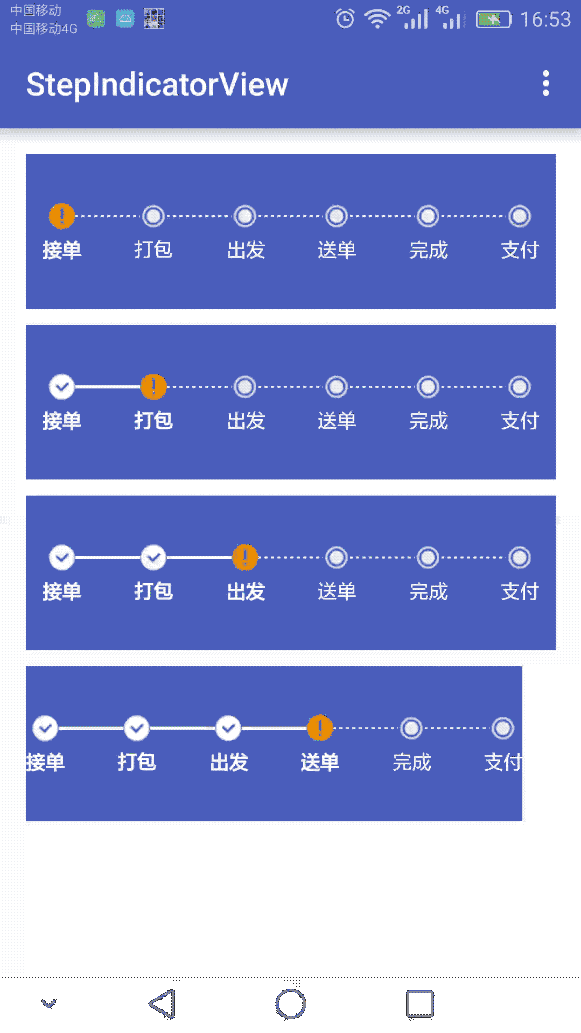 中国移动
中国移动4G
2G
4G
16:53
StepIndicatorView
接单 打包 出发 送单 完成 支付
接单 打包 出发 送单 完成 支付
接单 打包 出发 送单 完成 支付
接单 打包 出发 送单 完成 支付